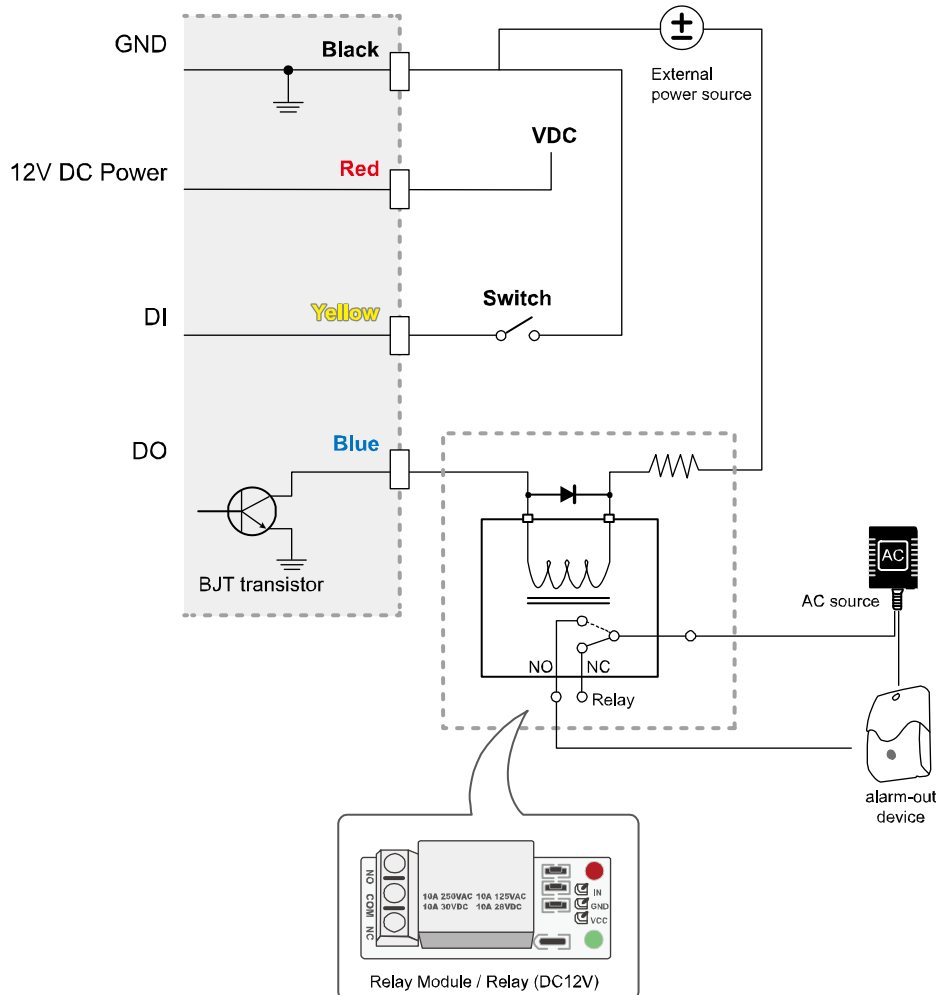 GND
Black
±
External
power source
VDC
12V DC Power
Red
Switch
DI
Yellow
DO
Blue
BJT transistor
AC
AC source
NO
NC
Relay
alarm-out
device
NO
COM
NC
10A 250VAC 10A 125VAC
10A 30VDC 10A 28VDC
IN
GND
VCC
Relay Module / Relay (DC12V)